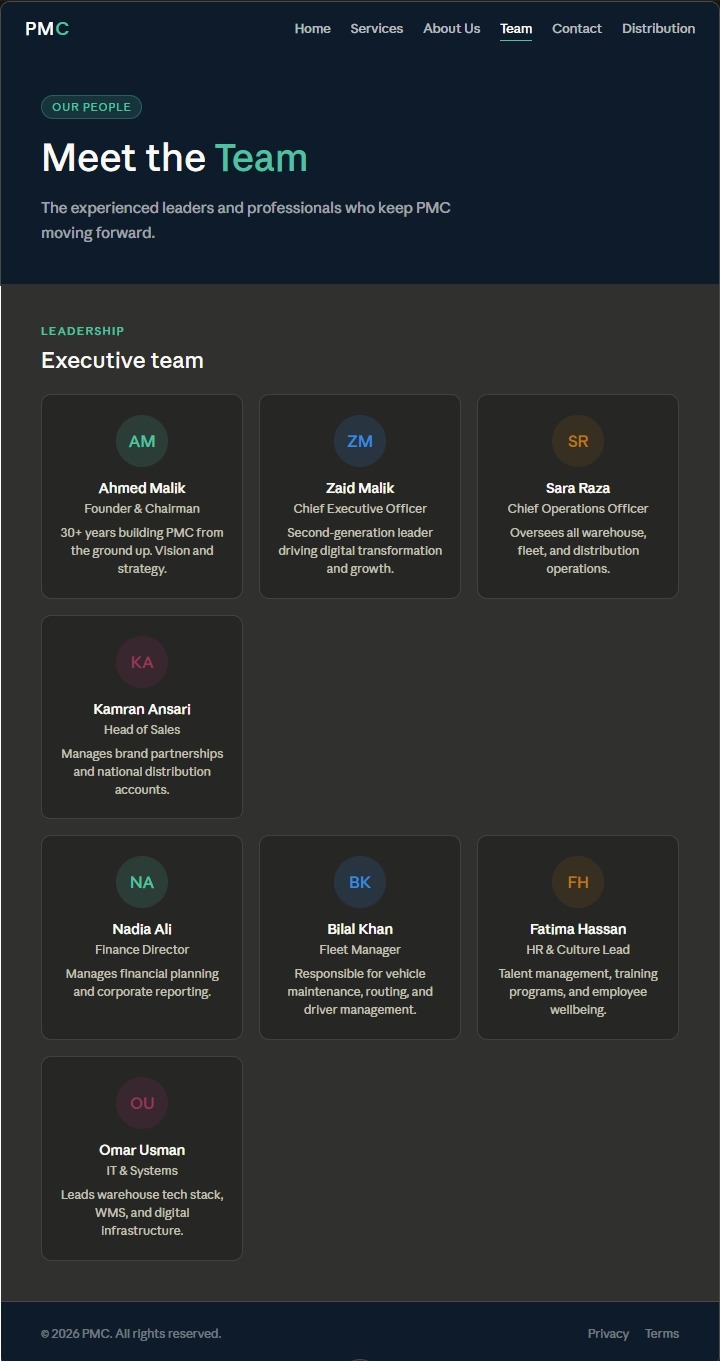 PMC
Home Services About Us Team Contact Distribution
OUR PEOPLE
Meet the Team
The experienced leaders and professionals who keep PMC
moving forward.
LEADERSHIP
Executive team
AM
Ahmed Malik
Founder & Chairman
30+ years building PMC from
the ground up. Vision and
strategy.
ZM
Zaid Malik
Chief Executive Officer
Second-generation leader
driving digital transformation
and growth.
SR
Sara Raza
Chief Operations Officer
Oversees all warehouse,
fleet, and distribution
operations.
KA
Kamran Ansari
Head of Sales
Manages brand partnerships
and national distribution
accounts.
NA
Nadia Ali
Finance Director
Manages financial planning
and corporate reporting.
BK
Bilal Khan
Fleet Manager
Responsible for vehicle
maintenance, routing, and
driver management.
FH
Fatima Hassan
HR & Culture Lead
Talent management, training
programs, and employee
wellbeing.
OU
Omar Usman
IT & Systems
Leads warehouse tech stack,
WMS, and digital
infrastructure.
© 2026 PMC. All rights reserved.
Privacy Terms